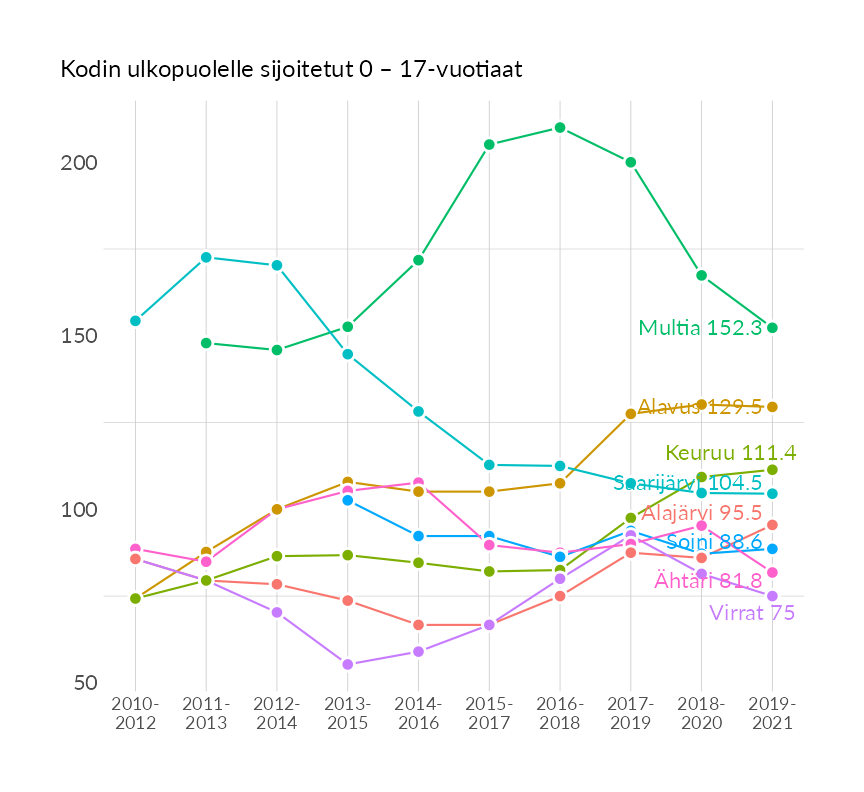 Kodin ulkopuolelle sijoitetut 0 – 17-vuotiaat
200
150
100
50
Multia 152.3
Alavus 129.5
Keuruu 111.4
Saarijärvi 104.5
Alajärvi 95.5
Soini 88.6
Ähtäri 81.8
Virrat 75
2010-
2012
2011-
2013
2012-
2014
2013-
2015
2014-
2016
2015-
2017
2016-
2018
2017-
2019
2018-
2020
2019-
2021